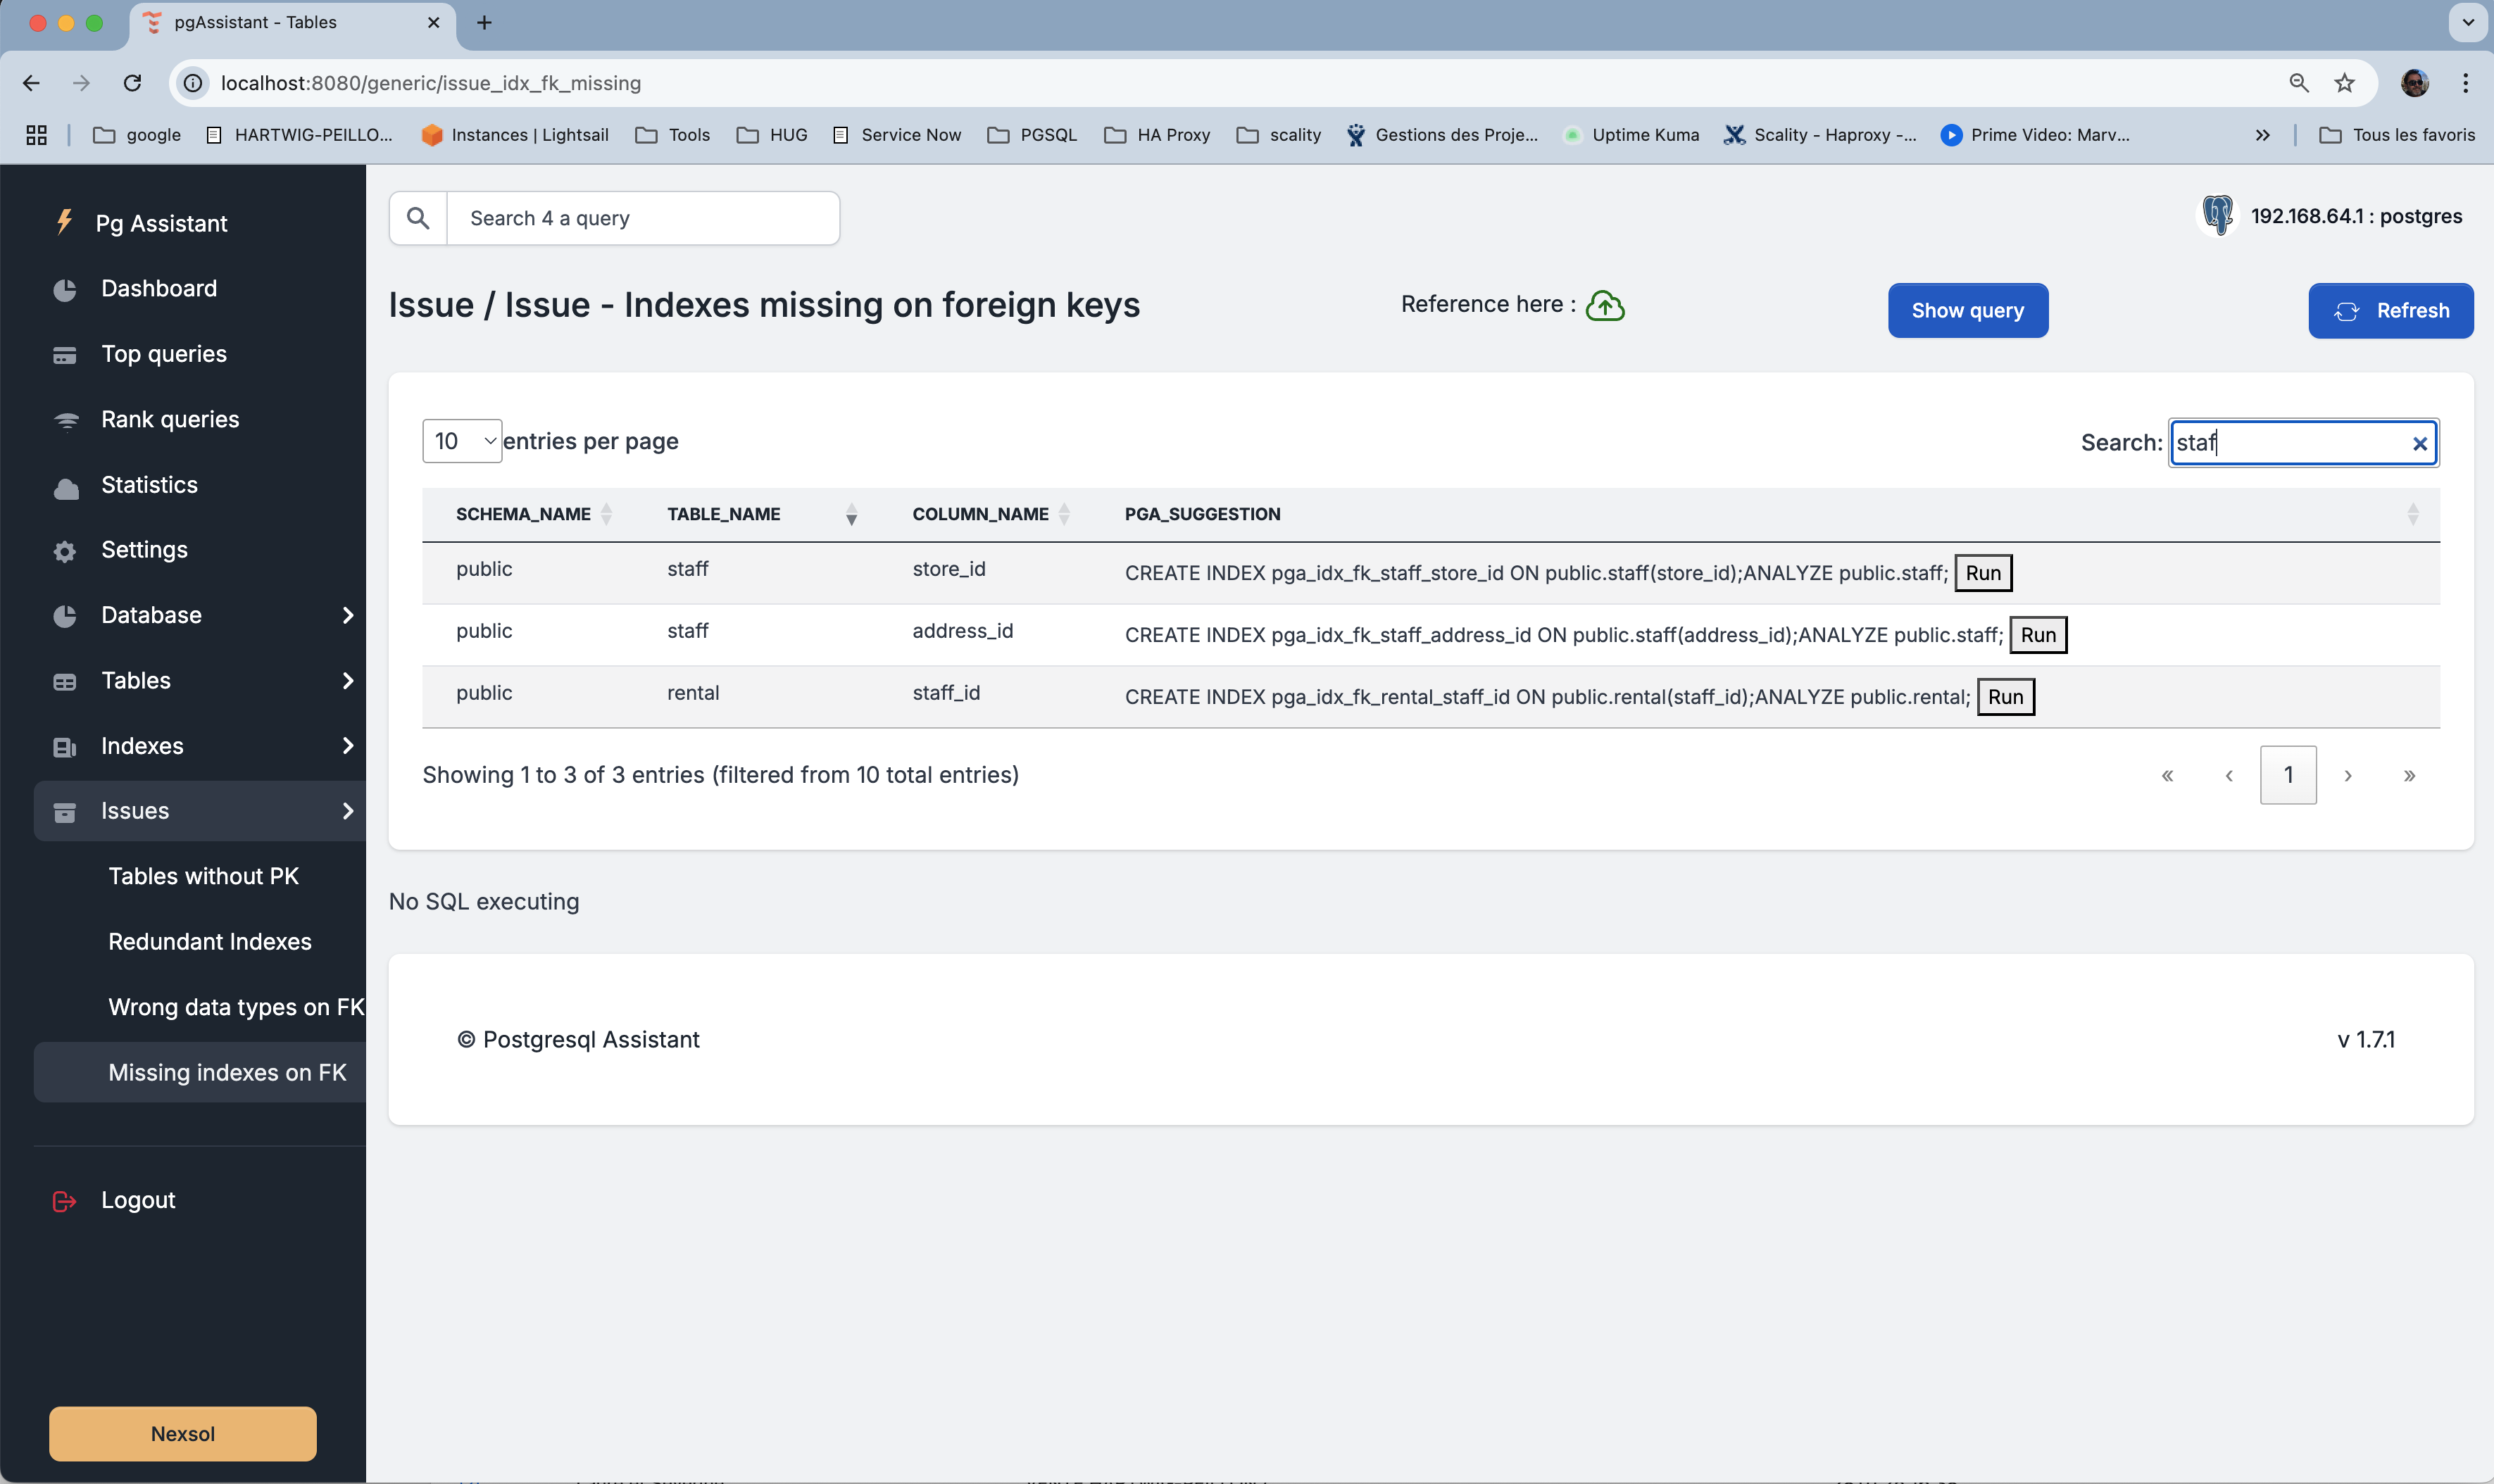 pgAssistant - Tables
localhost:8080/generic/issue_idx_fk_missing
google
HARTWIG-PEILLO...
Instances | Lightsail
Tools
HUG
Service Now
PGSQL
HA Proxy
scality
Gestions des Proje...
Uptime Kuma
Scality - Haproxy -...
Prime Video: Marv...
Tous les favoris
Pg Assistant
Dashboard
Top queries
Rank queries
Statistics
Settings
Database
Tables
Indexes
Issues
Tables without PK
Redundant Indexes
Wrong data types on FK
Missing indexes on FK
Logout
Nexsol
Search 4 a query
192.168.64.1 : postgres
Issue / Issue - Indexes missing on foreign keys
Reference here :
Show query
Refresh
10 entries per page
Search: staf
SCHEMA_NAME TABLE_NAME COLUMN_NAME PGA_SUGGESTION
public staff store_id CREATE INDEX pga_idx_fk_staff_store_id ON public.staff(store_id);ANALYZE public.staff; Run
public staff address_id CREATE INDEX pga_idx_fk_staff_address_id ON public.staff(address_id);ANALYZE public.staff; Run
public rental staff_id CREATE INDEX pga_idx_fk_rental_staff_id ON public.rental(staff_id);ANALYZE public.rental; Run
Showing 1 to 3 of 3 entries (filtered from 10 total entries)
« ‹ 1 › »
No SQL executing
© Postgresql Assistant
v 1.7.1